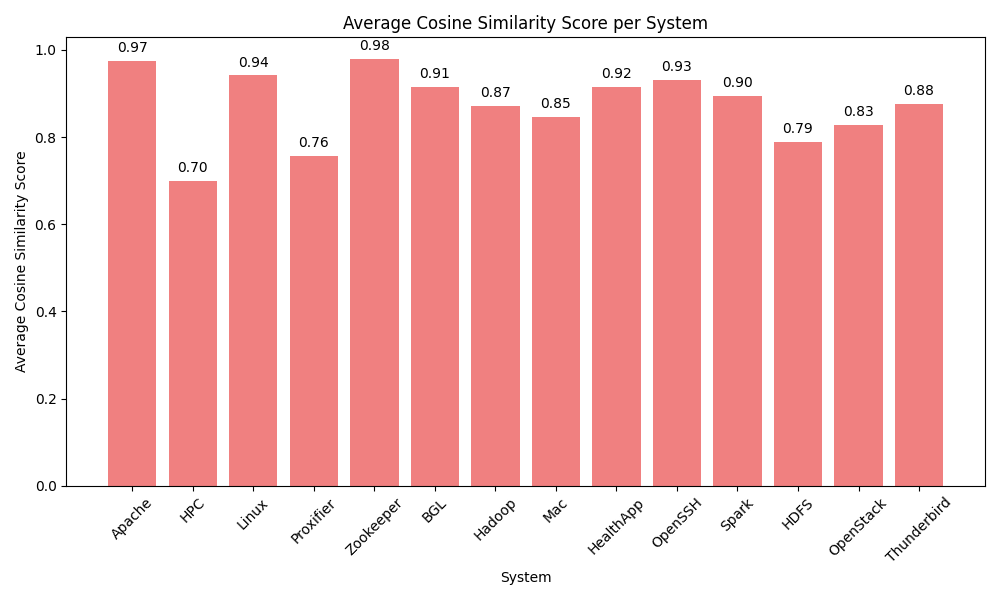 Average Cosine Similarity Score per System
Average Cosine Similarity Score
1.0
0.8
0.6
0.4
0.2
0.0
0.97
0.70
0.94
0.76
0.98
0.91
0.87
0.85
0.92
0.93
0.90
0.79
0.83
0.88
Apache
HPC
Linux
Proxifier
Zookeeper
BGL
Hadoop
Mac
HealthApp
OpenSSH
Spark
HDFS
OpenStack
Thunderbird
System